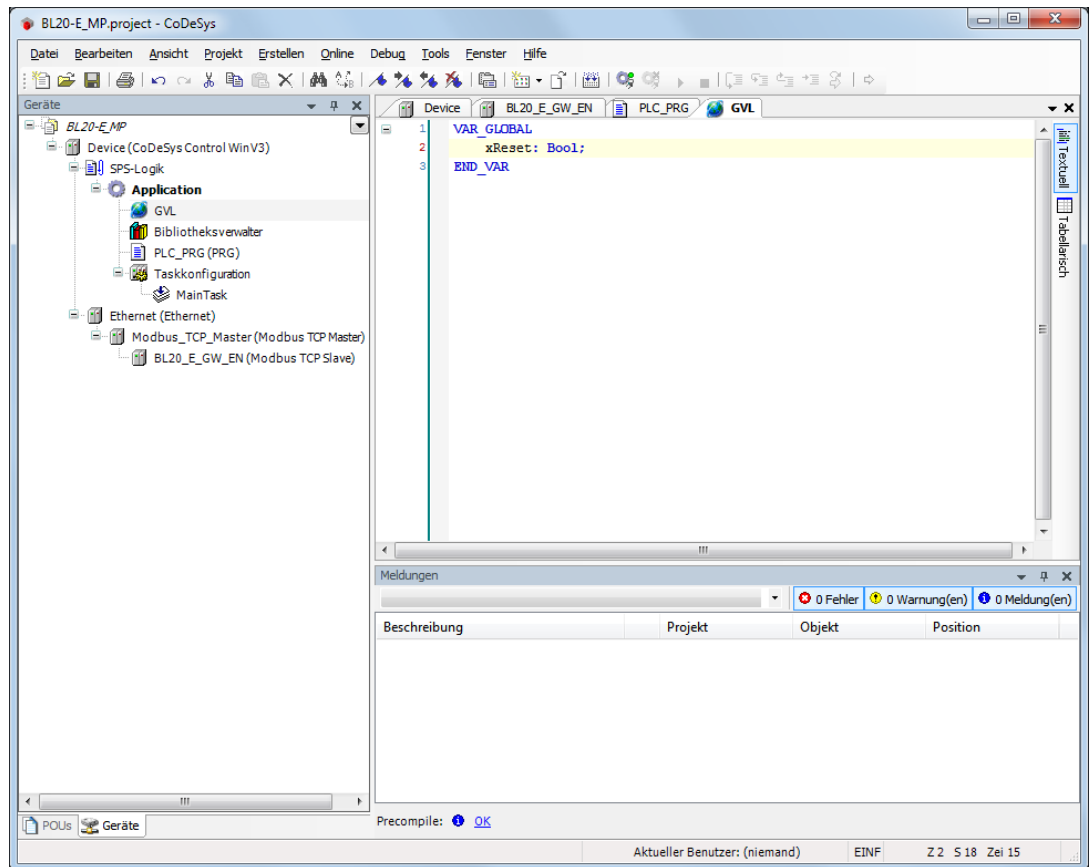 BL20-E_MP.project - CoDeSys
Datei Bearbeiten Ansicht Projekt Erstellen Online Debug Tools Fenster Hilfe
Geräte
BL20-E_MP
Device (CoDeSys Control Win V3)
SPS-Logik
Application
GVL
Bibliotheksverwalter
PLC_PRG (PRG)
Taskkonfiguration
MainTask
Ethernet (Ethernet)
Modbus_TCP_Master (Modbus TCP Master)
BL20_E_GW_EN (Modbus TCP Slave)
POUs Geräte
Device BL20_E_GW_EN PLC_PRG GVL
1 VAR_GLOBAL
2 xReset: Bool;
3 END_VAR
Textuell
Tabellarisch
Meldungen
0 Fehler 0 Warnung(en) 0 Meldung(en)
Beschreibung Projekt Objekt Position
Precompile: OK
Aktueller Benutzer: (niemand) EINF Z 2 S 18 Zei 15